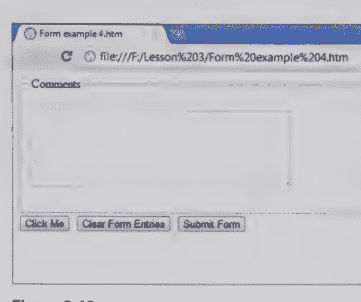 Form example 4.htm
file:///F:/Lesson%203/Form%20example%204.htm
Comments
Click Me Clear Form Entries Submit Form